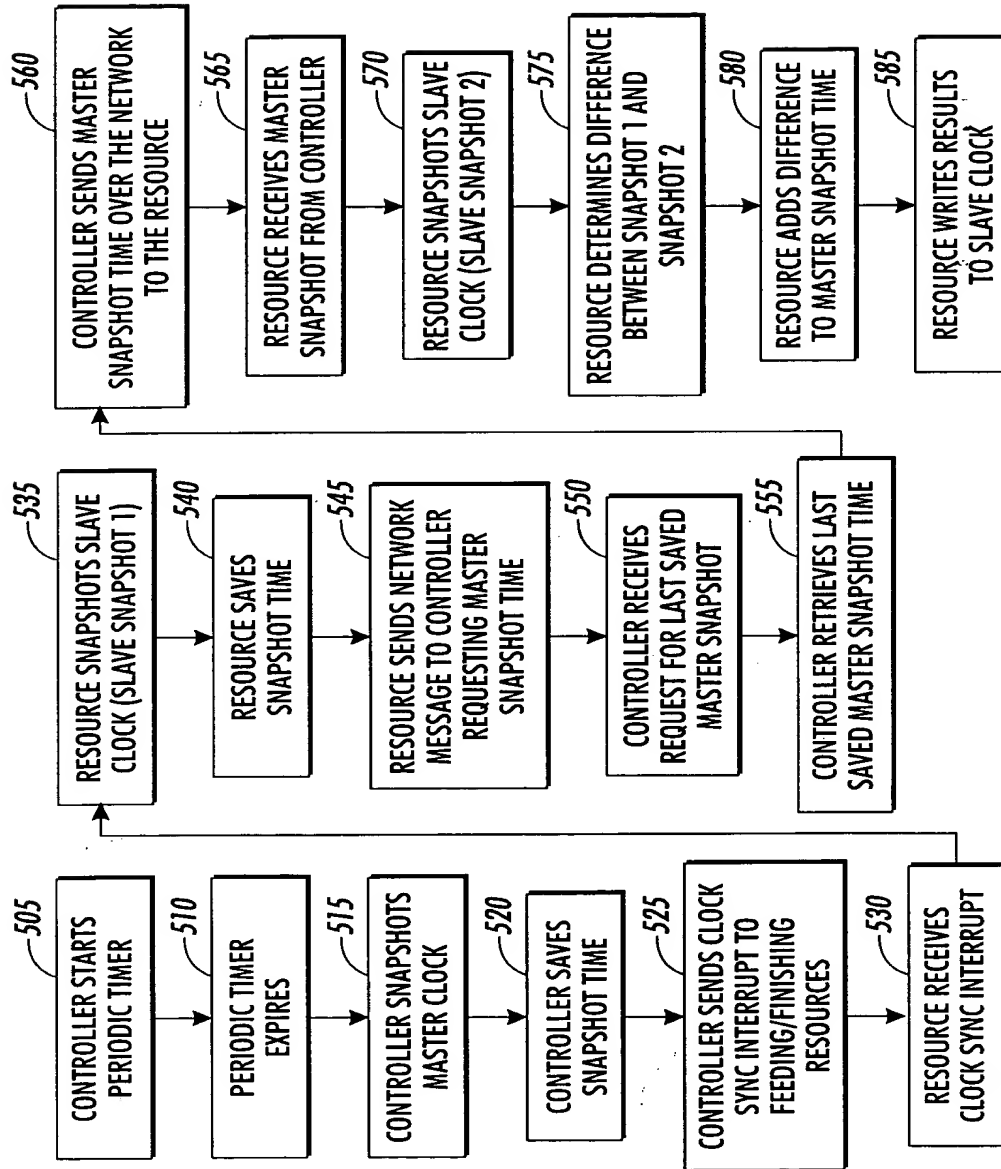 505
CONTROLLER STARTS
PERIODIC TIMER
510
PERIODIC TIMER
EXPIRES
515
CONTROLLER SNAPSHOTS
MASTER CLOCK
520
CONTROLLER SAVES
SNAPSHOT TIME
525
CONTROLLER SENDS CLOCK
SYNC INTERRUPT TO
FEEDING/FINISHING
RESOURCES
530
RESOURCE RECEIVES
CLOCK SYNC INTERRUPT
535
RESOURCE SNAPSHOTS SLAVE
CLOCK (SLAVE SNAPSHOT 1)
540
RESOURCE SAVES
SNAPSHOT TIME
545
RESOURCE SENDS NETWORK
MESSAGE TO CONTROLLER
REQUESTING MASTER
SNAPSHOT TIME
550
CONTROLLER RECEIVES
REQUEST FOR LAST SAVED
MASTER SNAPSHOT
555
CONTROLLER RETRIEVES LAST
SAVED MASTER SNAPSHOT TIME
560
CONTROLLER SENDS MASTER
SNAPSHOT TIME OVER THE NETWORK
TO THE RESOURCE
565
RESOURCE RECEIVES MASTER
SNAPSHOT FROM CONTROLLER
570
RESOURCE SNAPSHOTS SLAVE
CLOCK (SLAVE SNAPSHOT 2)
575
RESOURCE DETERMINES DIFFERENCE
BETWEEN SNAPSHOT 1 AND
SNAPSHOT 2
580
RESOURCE ADDS DIFFERENCE
TO MASTER SNAPSHOT TIME
585
RESOURCE WRITES RESULTS
TO SLAVE CLOCK